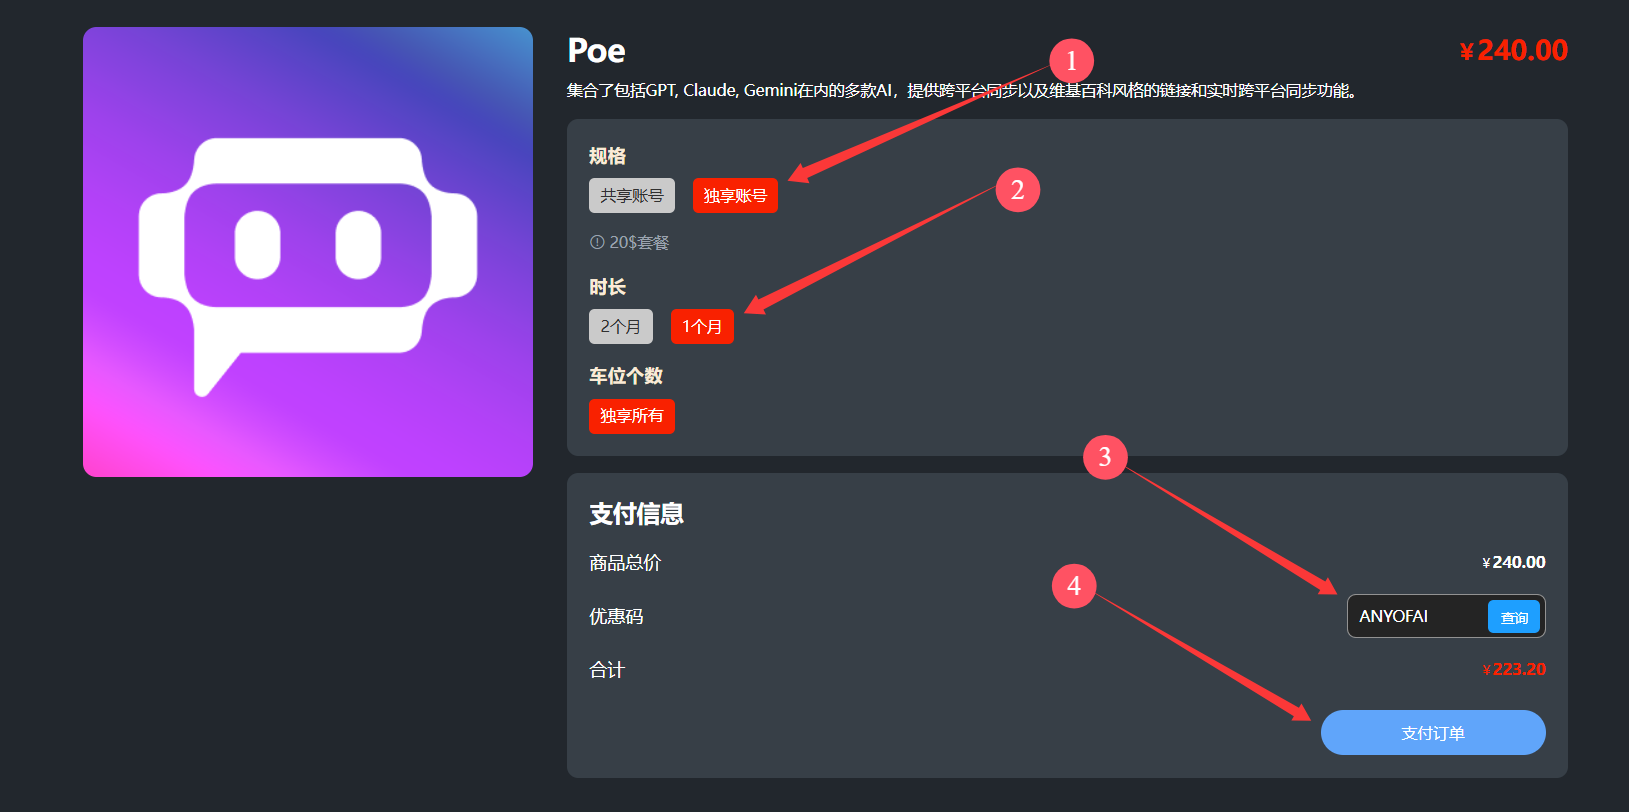 Poe
¥240.00
集合了包括GPT, Claude, Gemini在内的多款AI，提供跨平台同步以及维基百科风格的链接和实时跨平台同步功能。
1
规格
共享账号 独享账号
2
20$套餐
时长
2个月 1个月
车位个数
独享所有
3
支付信息
商品总价 ¥240.00
4
优惠码 ANYOFAI 查询
合计 ¥223.20
支付订单